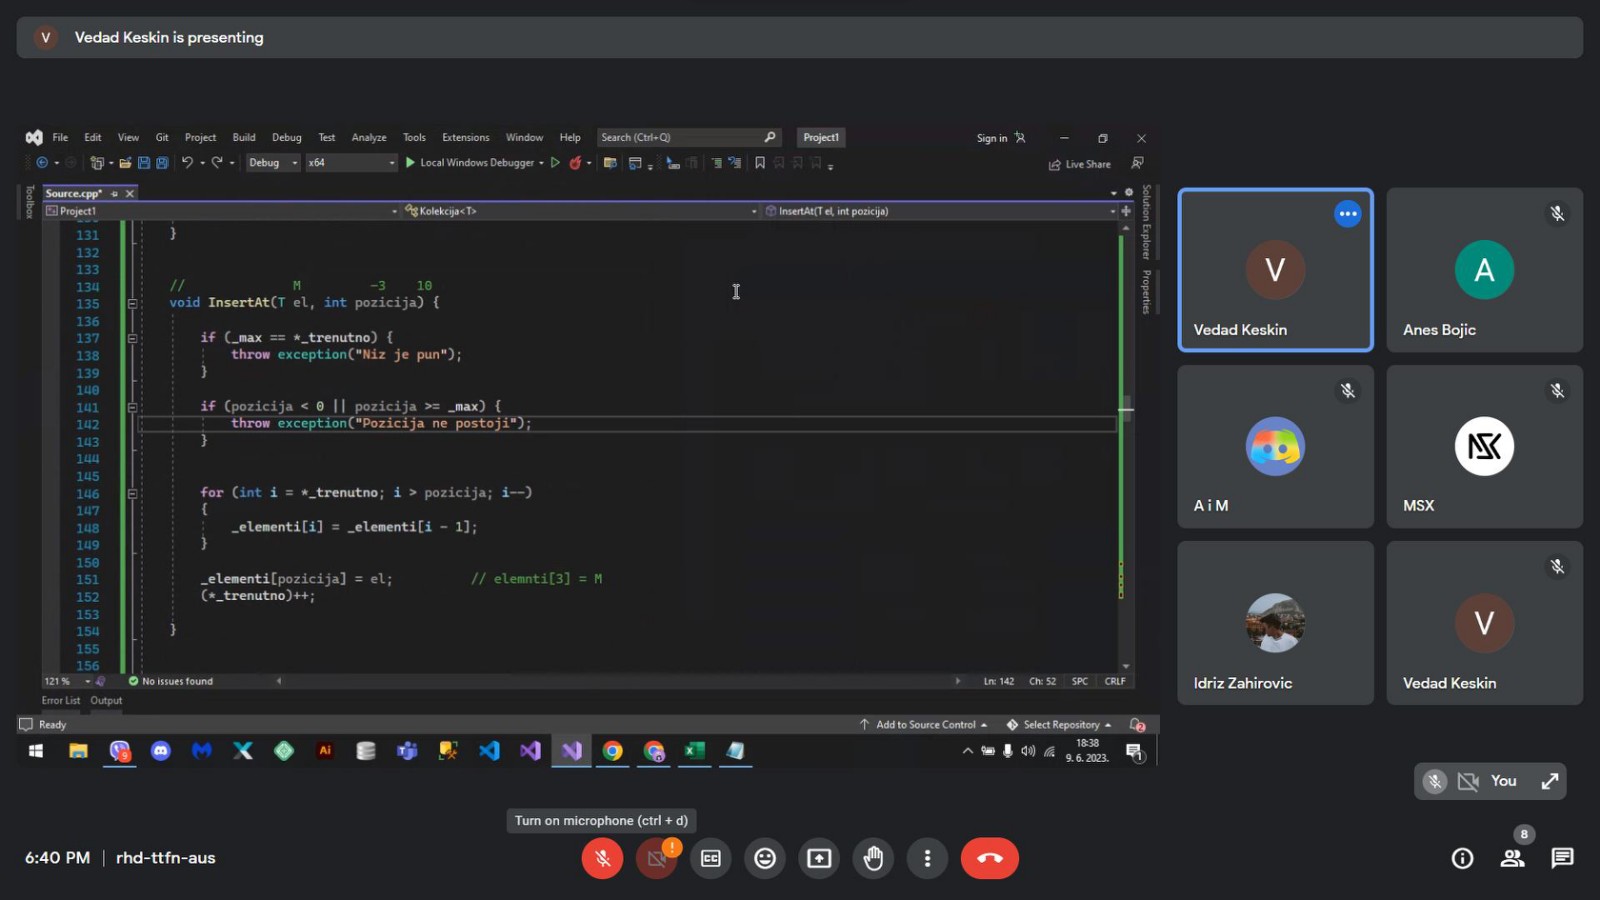 V Vedad Keskin is presenting
File Edit View Git Project Build Debug Test Analyze Tools Extensions Window Help Search (Ctrl+Q) Project1 Sign in
Debug x64 Local Windows Debugger Live Share
Toolbox
Source.cpp*
Project1 Kolekcija<T> InsertAt(T el, int pozicija)
Solution Explorer
Properties
131 }
132
133
134 // M -3 10
135 void InsertAt(T el, int pozicija) {
136
137 if (_max == *_trenutno) {
138 throw exception("Niz je pun");
139 }
140
141 if (pozicija < 0 || pozicija >= _max) {
142 throw exception("Pozicija ne postoji");
143 }
144
145
146 for (int i = *_trenutno; i > pozicija; i--)
147 {
148 _elementi[i] = _elementi[i - 1];
149 }
150
151 _elementi[pozicija] = el; // elemnti[3] = M
152 (*_trenutno)++;
153
154 }
155
156
121 % No issues found Ln: 142 Ch: 52 SPC CRLF
Error List Output
Ready Add to Source Control Select Repository 2
9 Ai 18:38
9. 6. 2023. 1
V
Vedad Keskin
A
Anes Bojic
A i M
MSX
Idriz Zahirovic
V
Vedad Keskin
You
Turn on microphone (ctrl + d)
6:40 PM | rhd-ttfn-aus ! CC 8